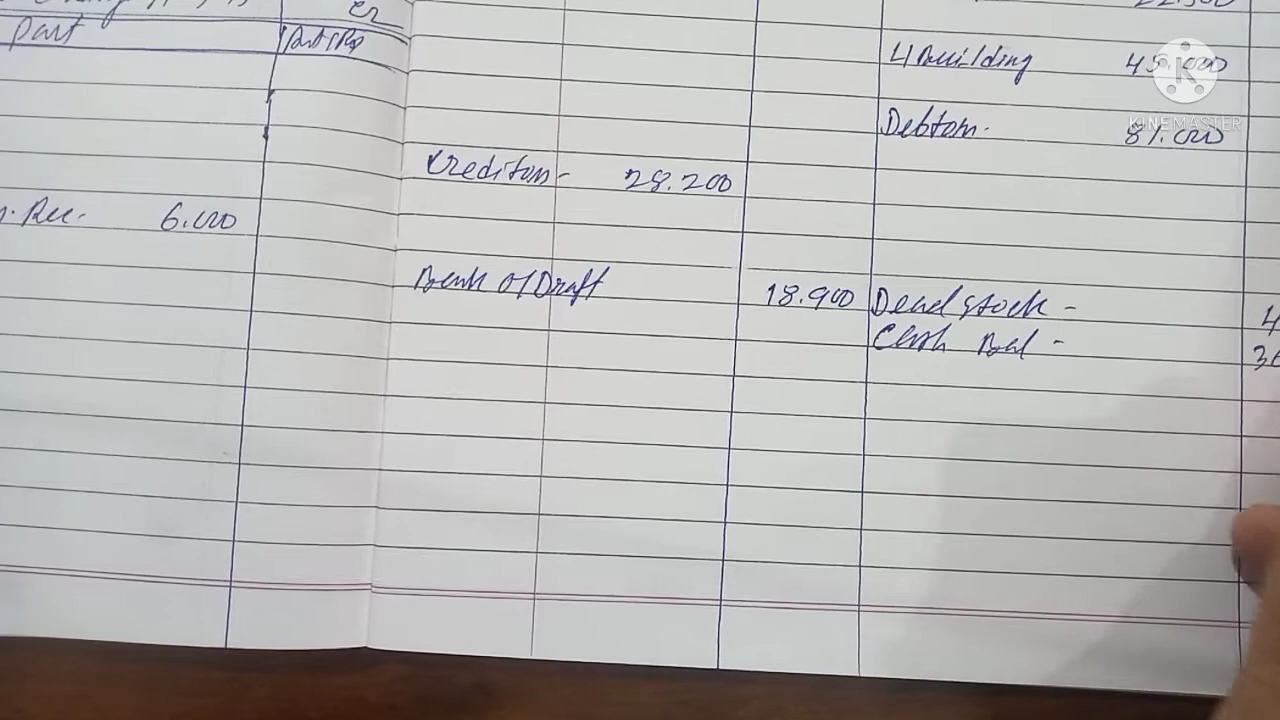 Part
L Building 45.000
KINEMASTER
Debtors. 81.000
Creditors - 28.200
Rec. 6.000
Bank O/Draft 18.900
Dead stock -
Cash Bal -